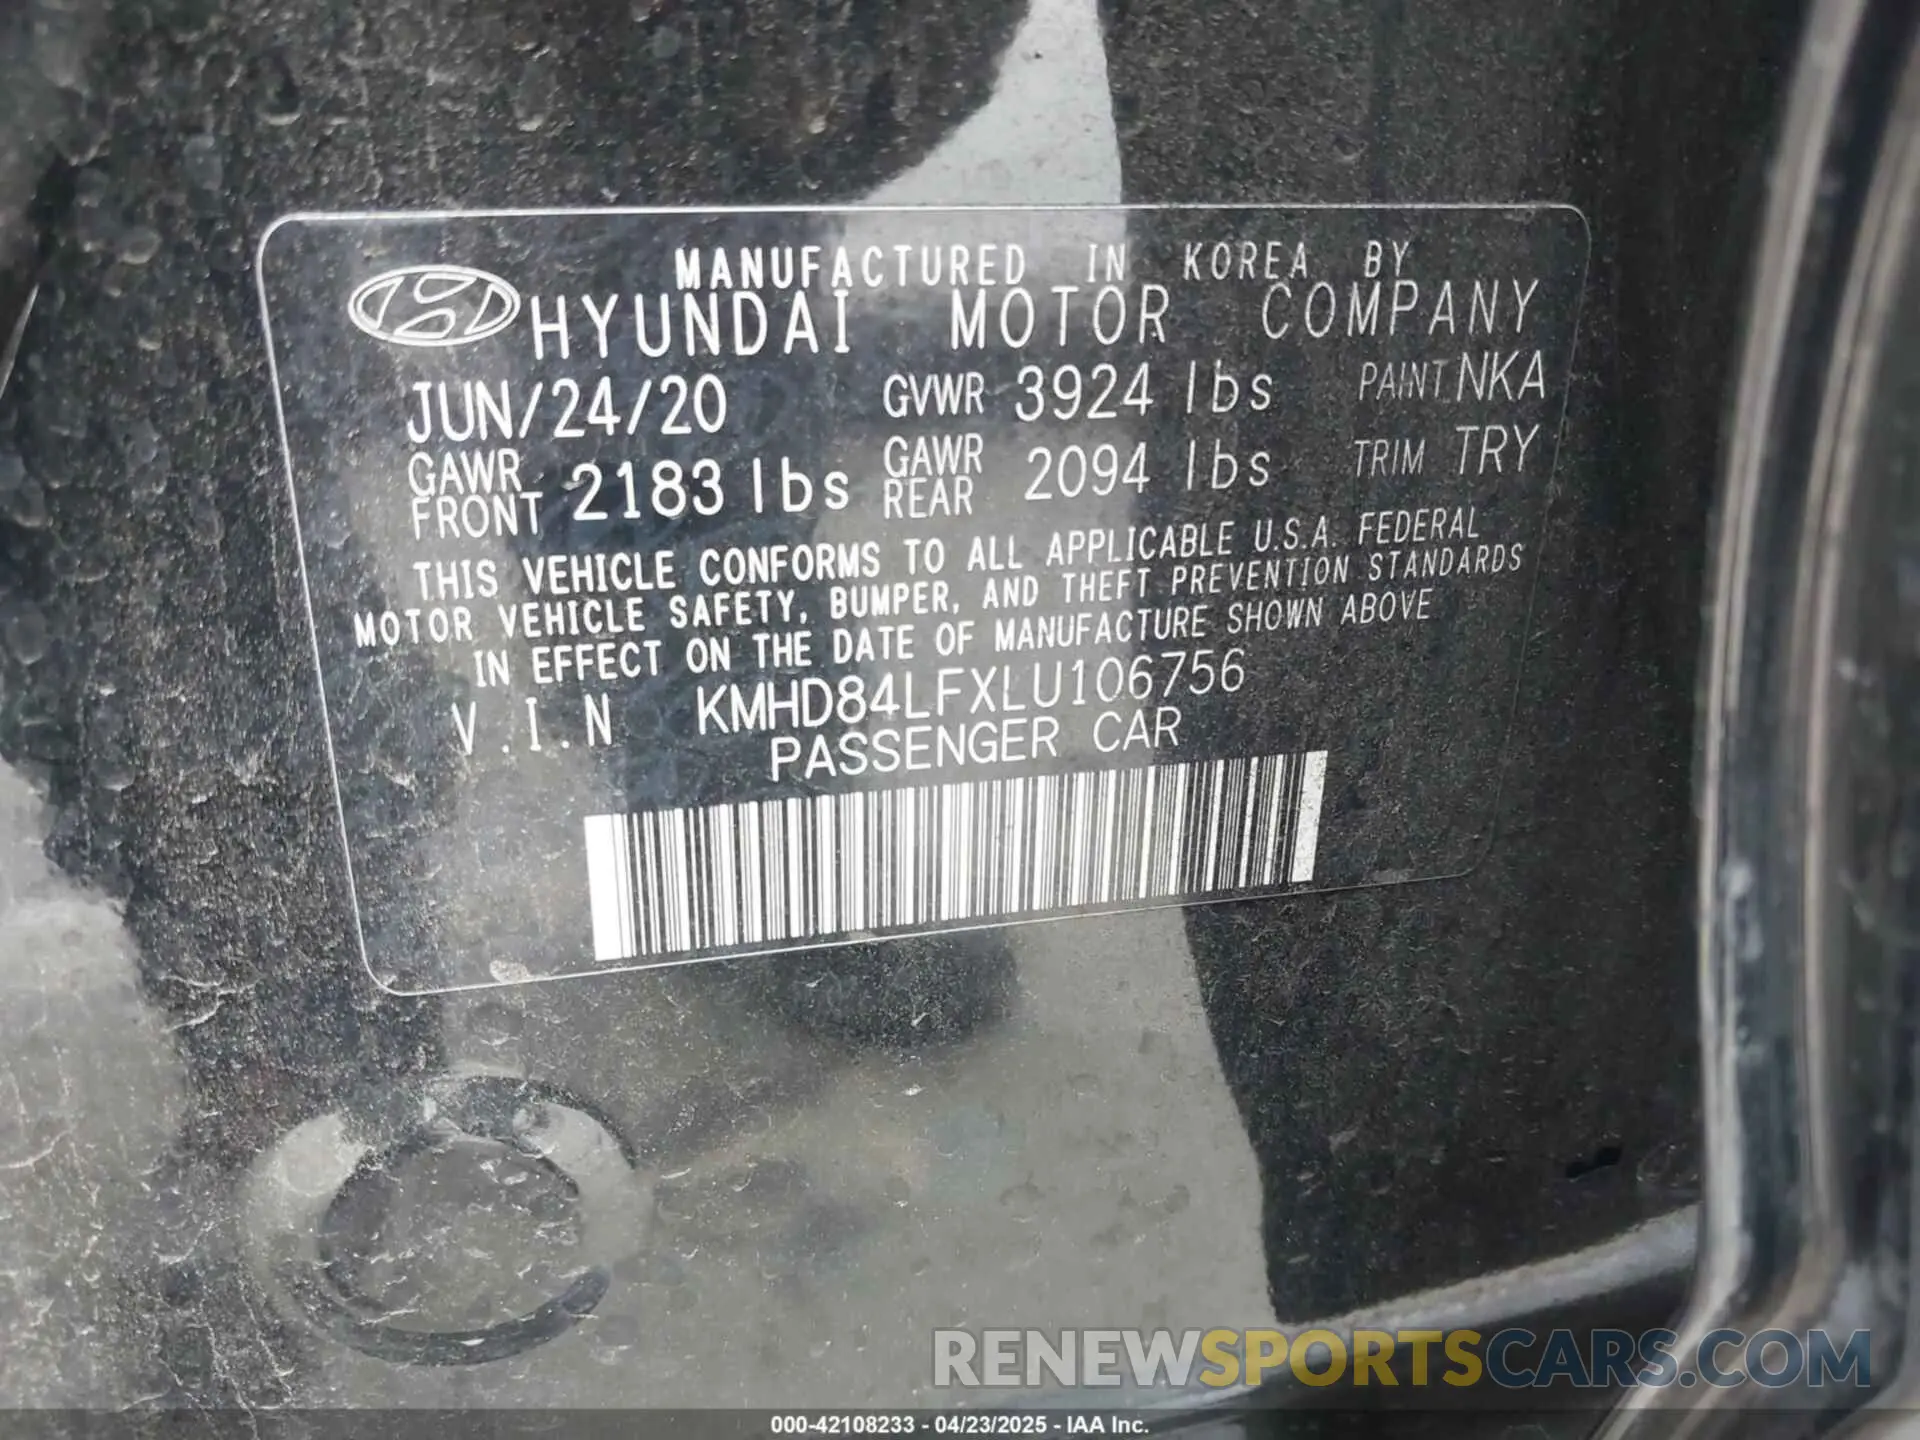 MANUFACTURED IN KOREA BY
HYUNDAI MOTOR COMPANY
JUN/24/20 GVWR 3924 lbs PAINT NKA
GAWR FRONT 2183 lbs GAWR REAR 2094 lbs TRIM TRY
THIS VEHICLE CONFORMS TO ALL APPLICABLE U.S.A. FEDERAL
MOTOR VEHICLE SAFETY, BUMPER, AND THEFT PREVENTION STANDARDS
IN EFFECT ON THE DATE OF MANUFACTURE SHOWN ABOVE
V.I.N KMHD84LFXLU106756
PASSENGER CAR
RENEWSPORTSCARS.COM
000-42108233 - 04/23/2025 - IAA Inc.